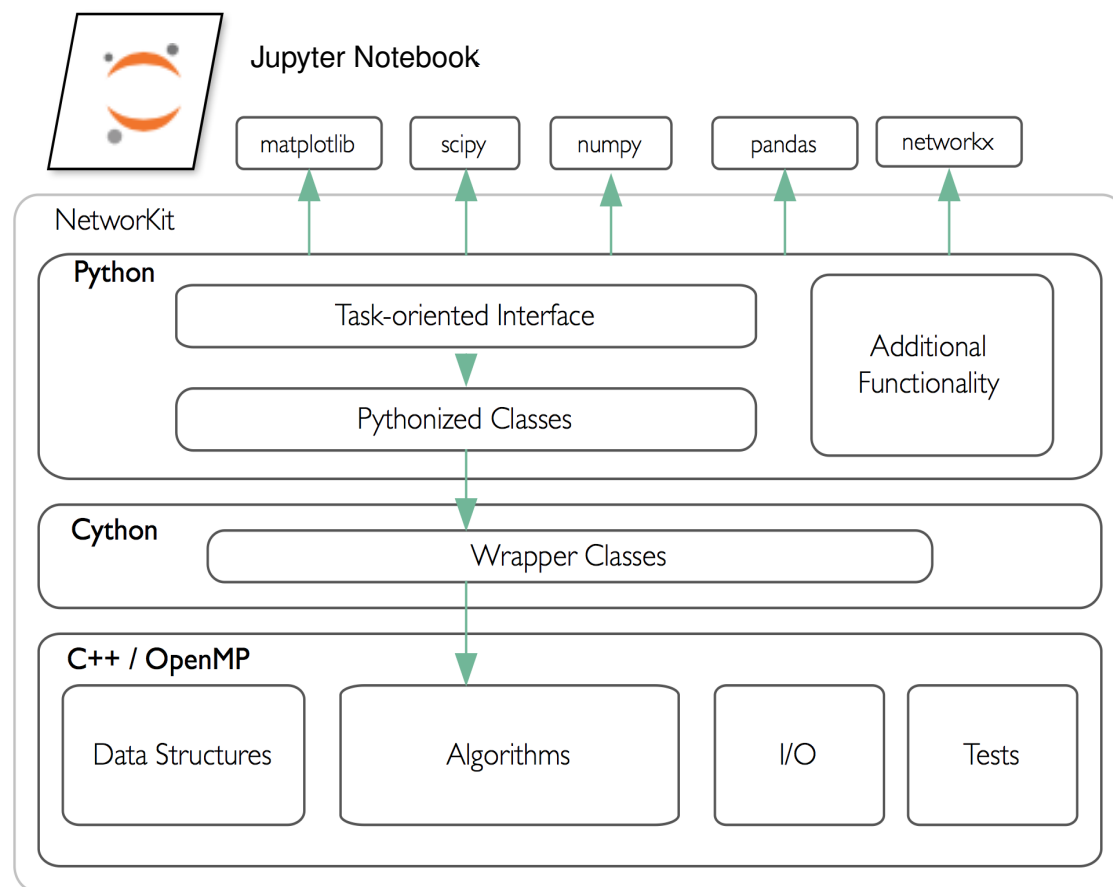 Jupyter Notebook
matplotlib
scipy
numpy
pandas
networkx
NetworKit
Python
Task-oriented Interface
Additional
Functionality
Pythonized Classes
Cython
Wrapper Classes
C++ / OpenMP
Data Structures
Algorithms
I/O
Tests